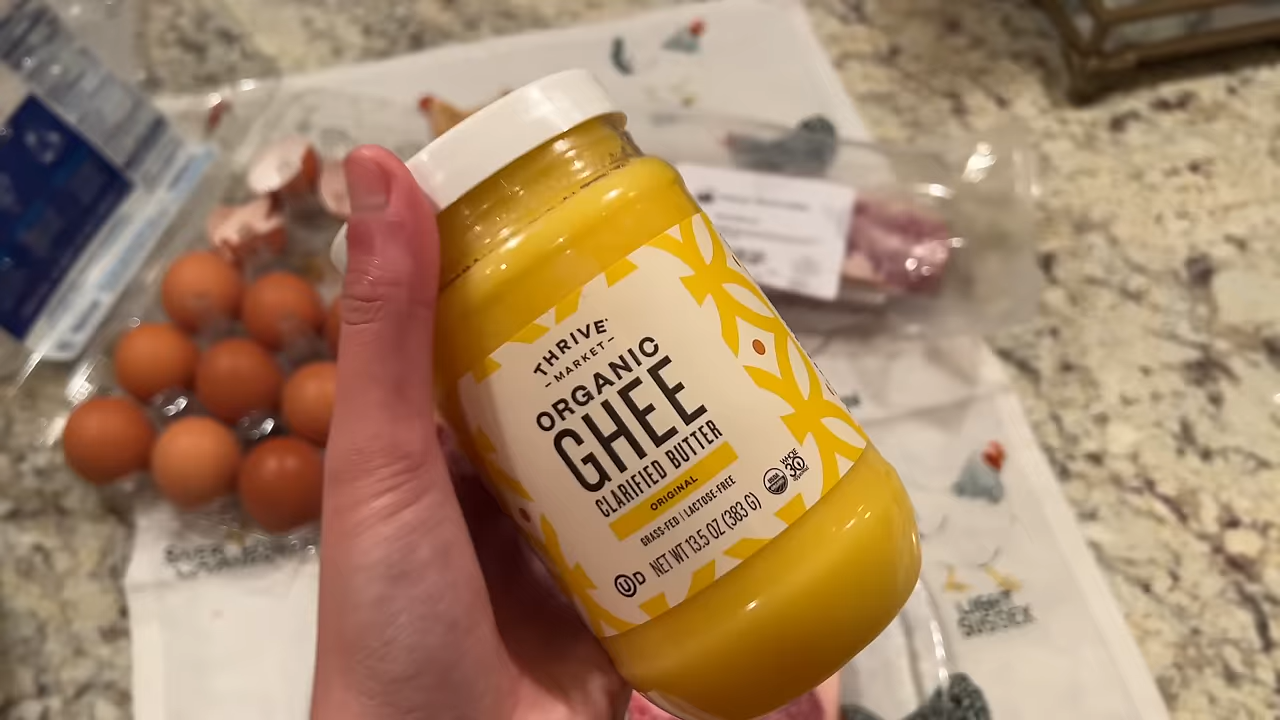 THRIVE
MARKET
ORGANIC
GHEE
CLARIFIED BUTTER
ORIGINAL
GRASS-FED | LACTOSE-FREE
NET WT 13.5 OZ (383 G)
U D
USDA
WHOLE
30
LIGHT
SUSSEX